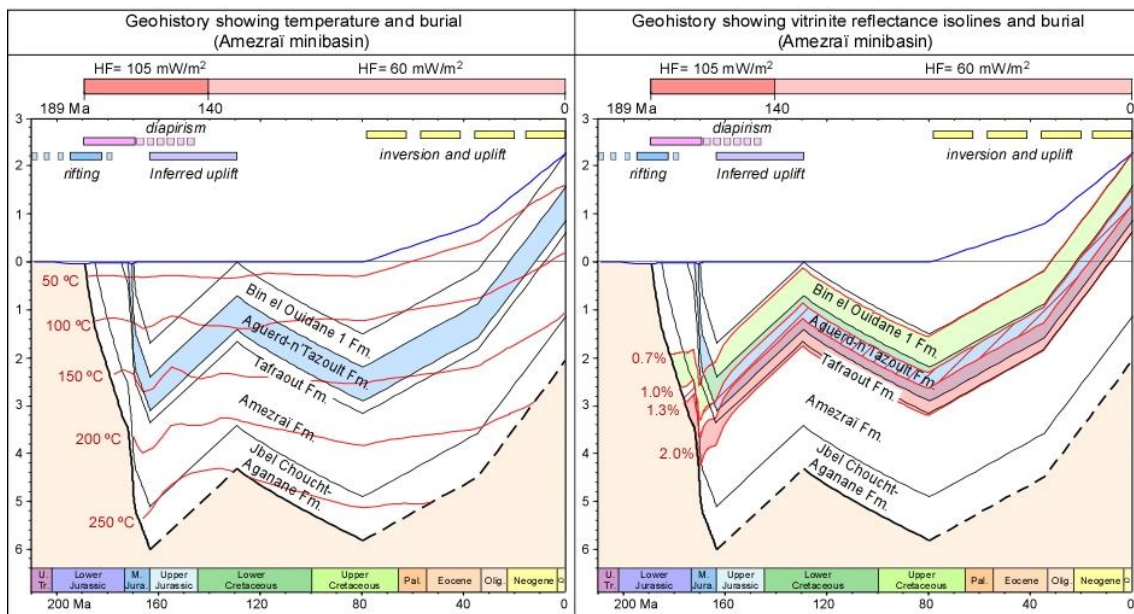 Geohistory showing temperature and burial
(Amezraï minibasin)
HF= 105 mW/m²
HF= 60 mW/m²
189 Ma
140
0
3
2
1
0
1
2
3
4
5
6
diapirism
rifting
Inferred uplift
inversion and uplift
50 ºC
100 ºC
150 ºC
200 ºC
250 ºC
Bin el Ouidane 1 Fm.
Aguerd-n'Tazoult Fm.
Tafraout Fm.
Amezraï Fm.
Jbel Choucht-
Aganane Fm.
U.
Tr.
Lower
Jurassic
M.
Jura.
Upper
Jurassic
Lower
Cretaceous
Upper
Cretaceous
Pal.
Eocene
Olig.
Neogene
Q
200 Ma
160
120
80
40
0
Geohistory showing vitrinite reflectance isolines and burial
(Amezraï minibasin)
HF= 105 mW/m²
HF= 60 mW/m²
189 Ma
140
0
3
2
1
0
1
2
3
4
5
6
diapirism
rifting
Inferred uplift
inversion and uplift
0.7%
1.0%
1.3%
2.0%
Bin el Ouidane 1 Fm.
Aguerd-n'Tazoult Fm.
Tafraout Fm.
Amezraï Fm.
Jbel Choucht-
Aganane Fm.
U.
Tr.
Lower
Jurassic
M.
Jura.
Upper
Jurassic
Lower
Cretaceous
Upper
Cretaceous
Pal.
Eocene
Olig.
Neogene
Q
200 Ma
160
120
80
40
0